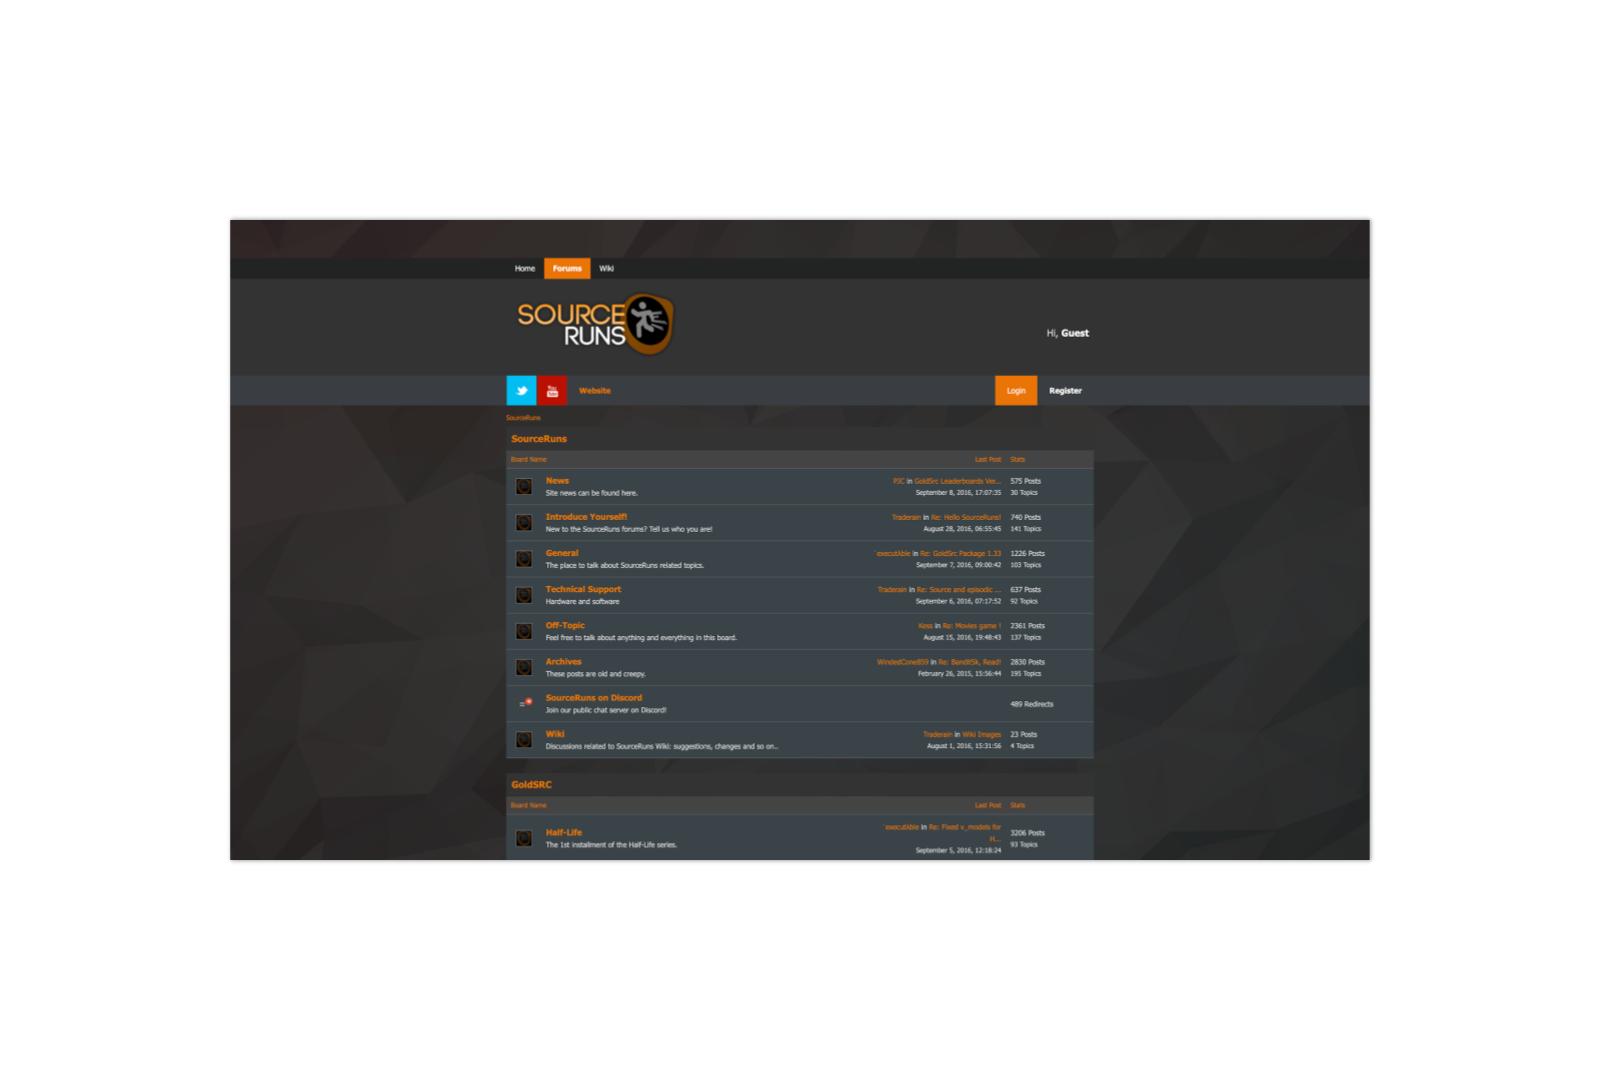 Home Forums Wiki
SOURCE
RUNS
Hi, Guest
You
Tube
Website Login Register
SourceRuns
SourceRuns
Board Name Last Post Stats
News PJC in GoldSrc Leaderboards Ver... 575 Posts
Site news can be found here. September 8, 2016, 17:07:35 30 Topics
Introduce Yourself! Traderain in Re: Hello SourceRuns! 740 Posts
New to the SourceRuns forums? Tell us who you are! August 28, 2016, 06:55:45 141 Topics
General `execut/\ble in Re: GoldSrc Package 1.33 1226 Posts
The place to talk about SourceRuns related topics. September 7, 2016, 09:00:42 103 Topics
Technical Support Traderain in Re: Source and episodic ... 637 Posts
Hardware and software September 6, 2016, 07:17:52 92 Topics
Off-Topic Koss in Re: Movies game ! 2361 Posts
Feel free to talk about anything and everything in this board. August 15, 2016, 19:48:43 137 Topics
Archives WindedCone859 in Re: BenditSk, Read! 2830 Posts
These posts are old and creepy. February 26, 2015, 15:56:44 195 Topics
SourceRuns on Discord
Join our public chat server on Discord! 489 Redirects
Wiki Traderain in Wiki Images 23 Posts
Discussions related to SourceRuns Wiki: suggestions, changes and so on.. August 1, 2016, 15:31:56 4 Topics
GoldSRC
Board Name Last Post Stats
Half-Life `execut/\ble in Re: Fixed v_models for H... 3206 Posts
The 1st installment of the Half-Life series. September 5, 2016, 12:18:24 93 Topics